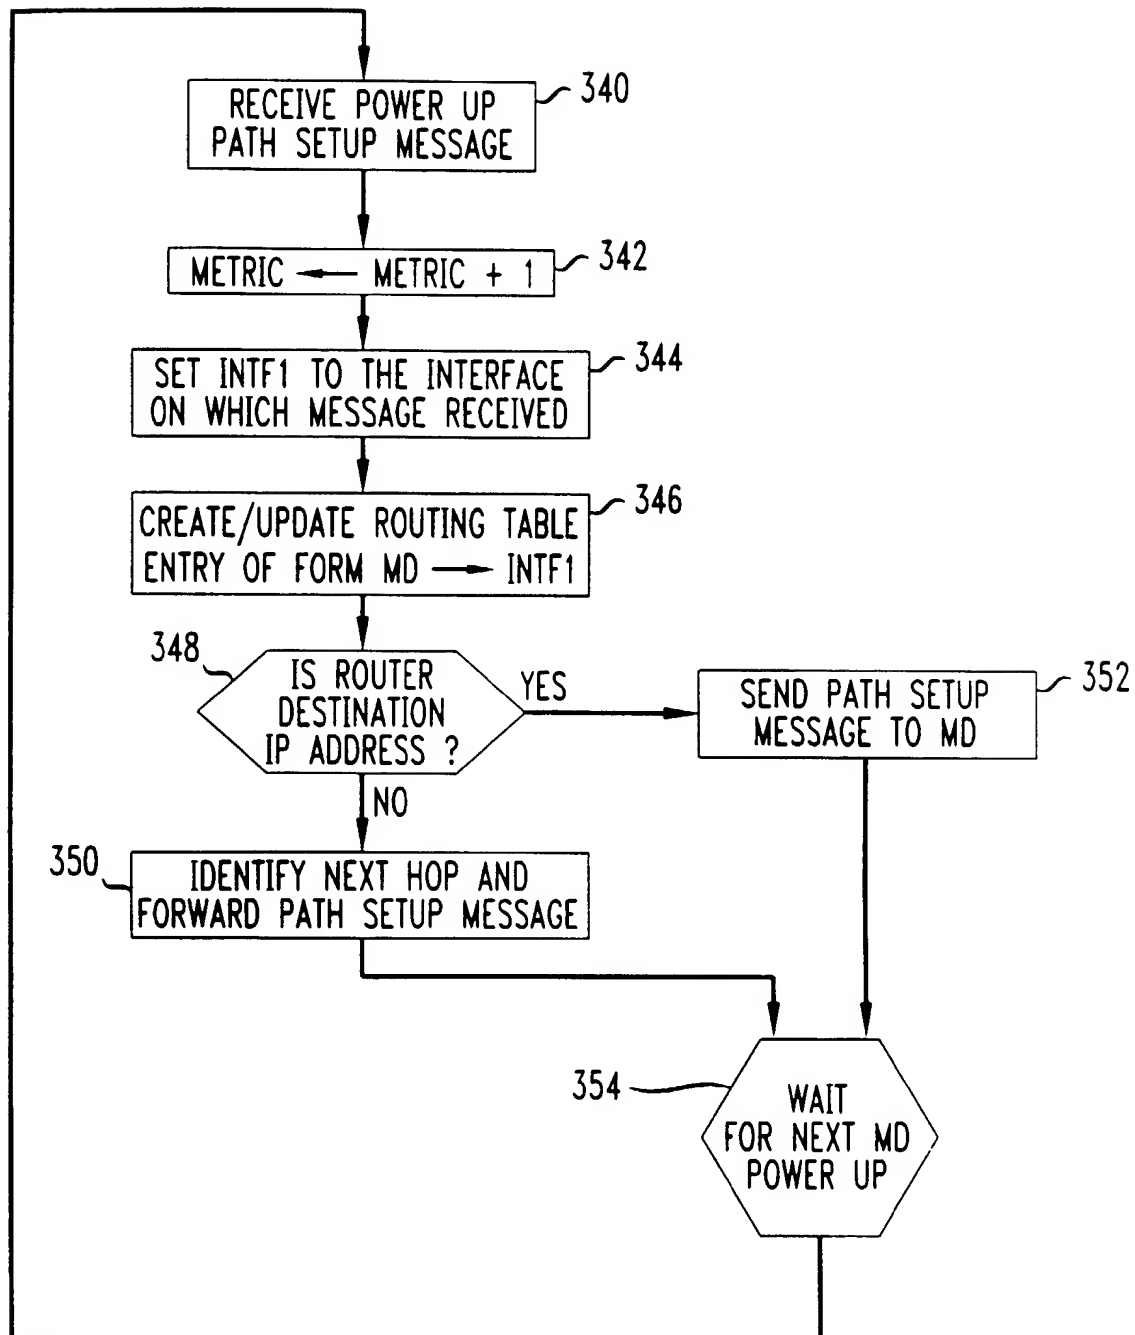 RECEIVE POWER UP
PATH SETUP MESSAGE
340
METRIC ← METRIC + 1
342
SET INTF1 TO THE INTERFACE
ON WHICH MESSAGE RECEIVED
344
CREATE/UPDATE ROUTING TABLE
ENTRY OF FORM MD → INTF1
346
348
IS ROUTER
DESTINATION
IP ADDRESS ?
YES
SEND PATH SETUP
MESSAGE TO MD
352
NO
350
IDENTIFY NEXT HOP AND
FORWARD PATH SETUP MESSAGE
354
WAIT
FOR NEXT MD
POWER UP